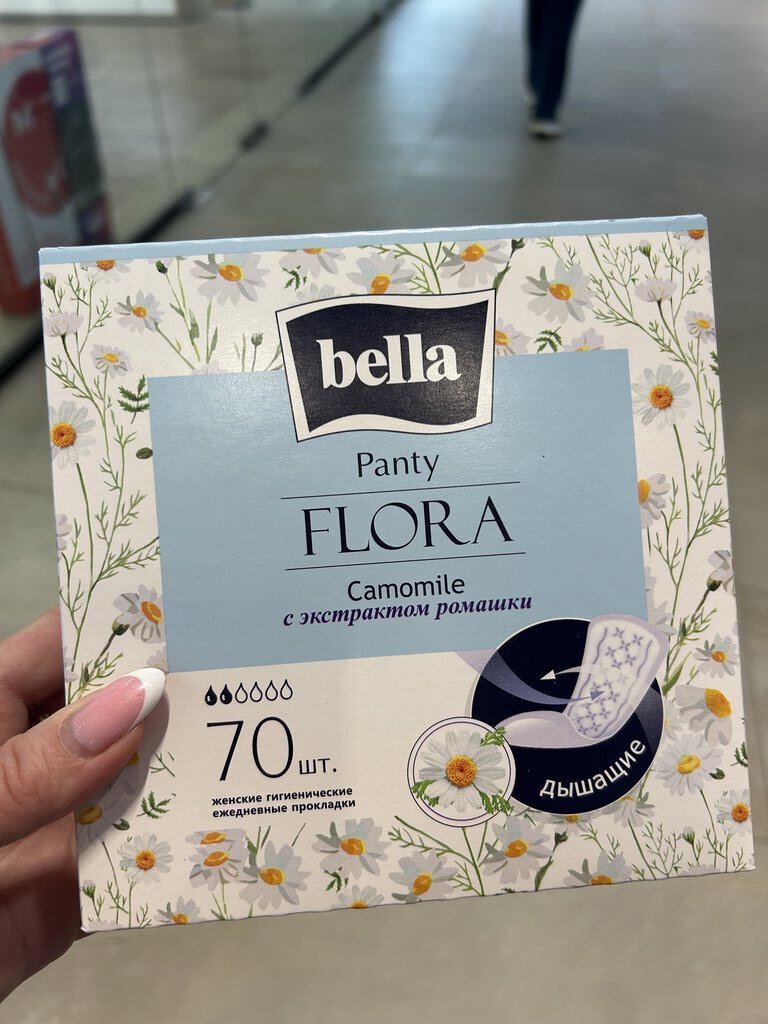 bella
Panty
FLORA
Camomile
с экстрактом ромашки
70 шт.
женские гигиенические
ежедневные прокладки
дышащие